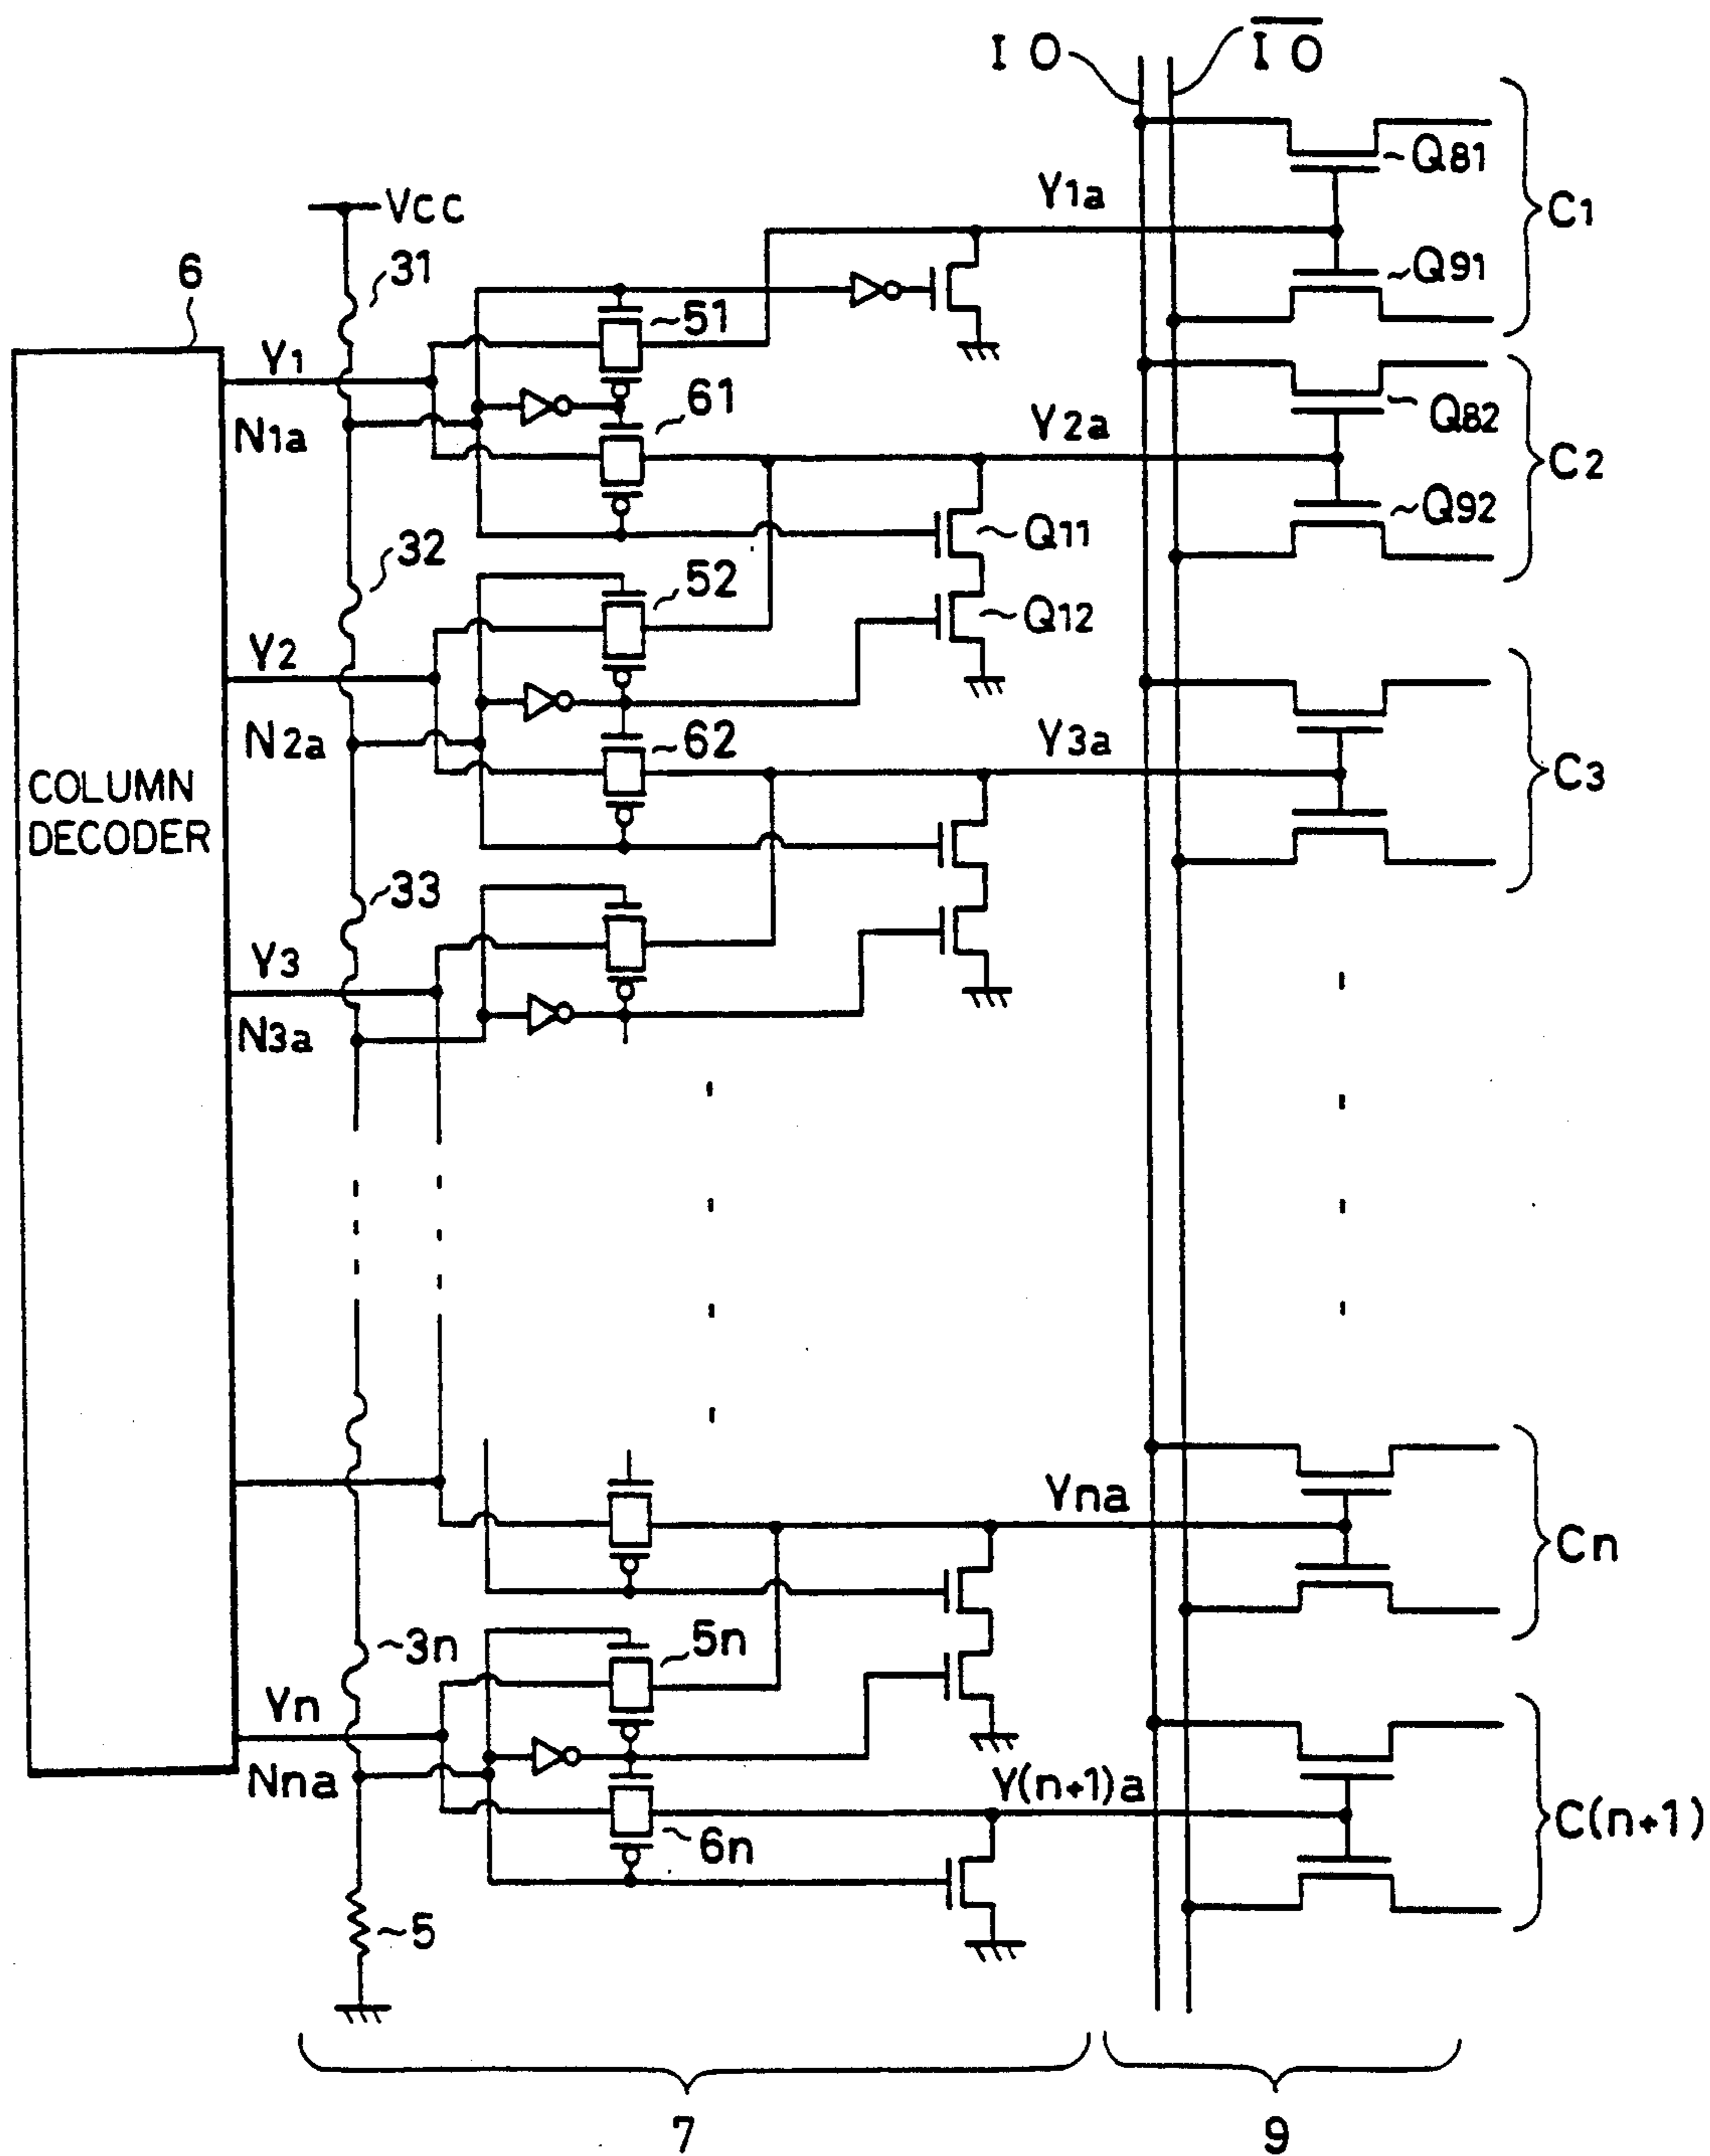 IO
I̅O̅
Q81
Y1a
C1
Vcc
6
31
Q91
Y1
51
N1a
61
Y2a
Q82
C2
Q92
32
Q11
52
Y2
Q12
N2a
62
Y3a
C3
COLUMN
DECODER
33
Y3
N3a
Yna
Cn
3n
5n
Yn
Nna
Y(n+1)a
C(n+1)
6n
5
7
9